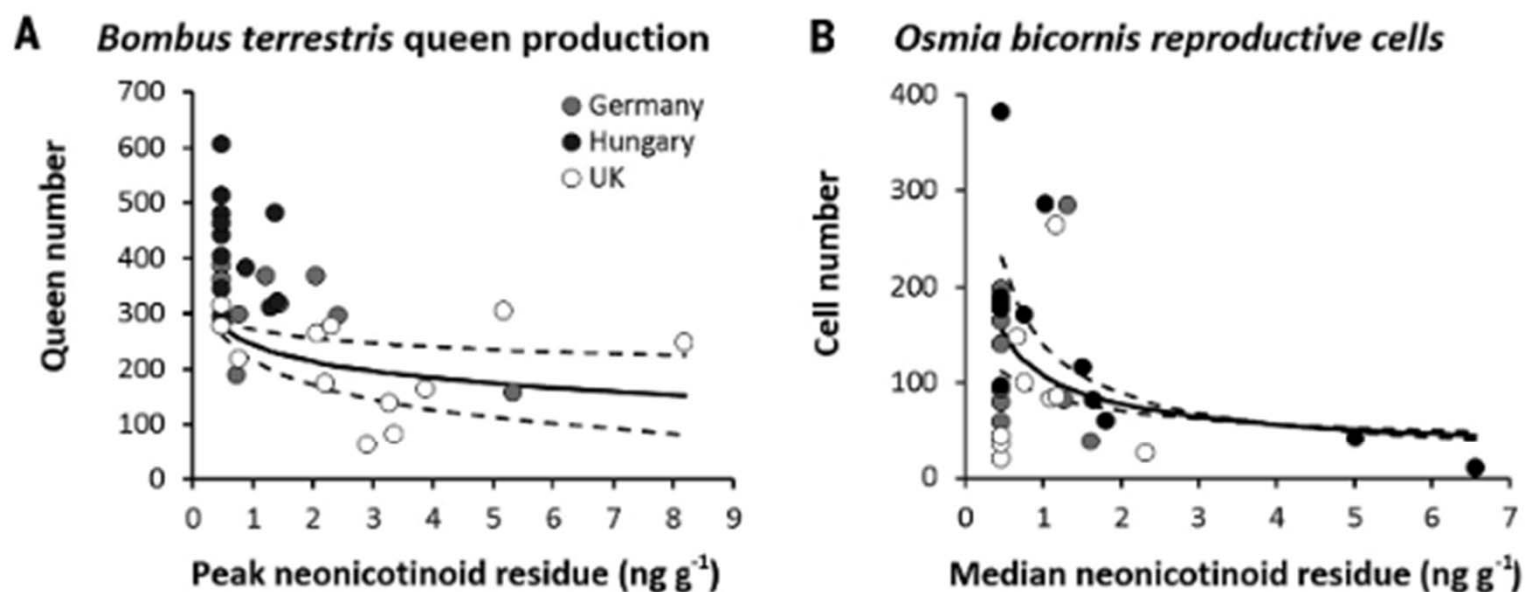 A Bombus terrestris queen production
Queen number
700
600
500
400
300
200
100
0
Germany
Hungary
UK
0 1 2 3 4 5 6 7 8 9
Peak neonicotinoid residue (ng g⁻¹)
B Osmia bicornis reproductive cells
Cell number
400
300
200
100
0
0 1 2 3 4 5 6 7
Median neonicotinoid residue (ng g⁻¹)